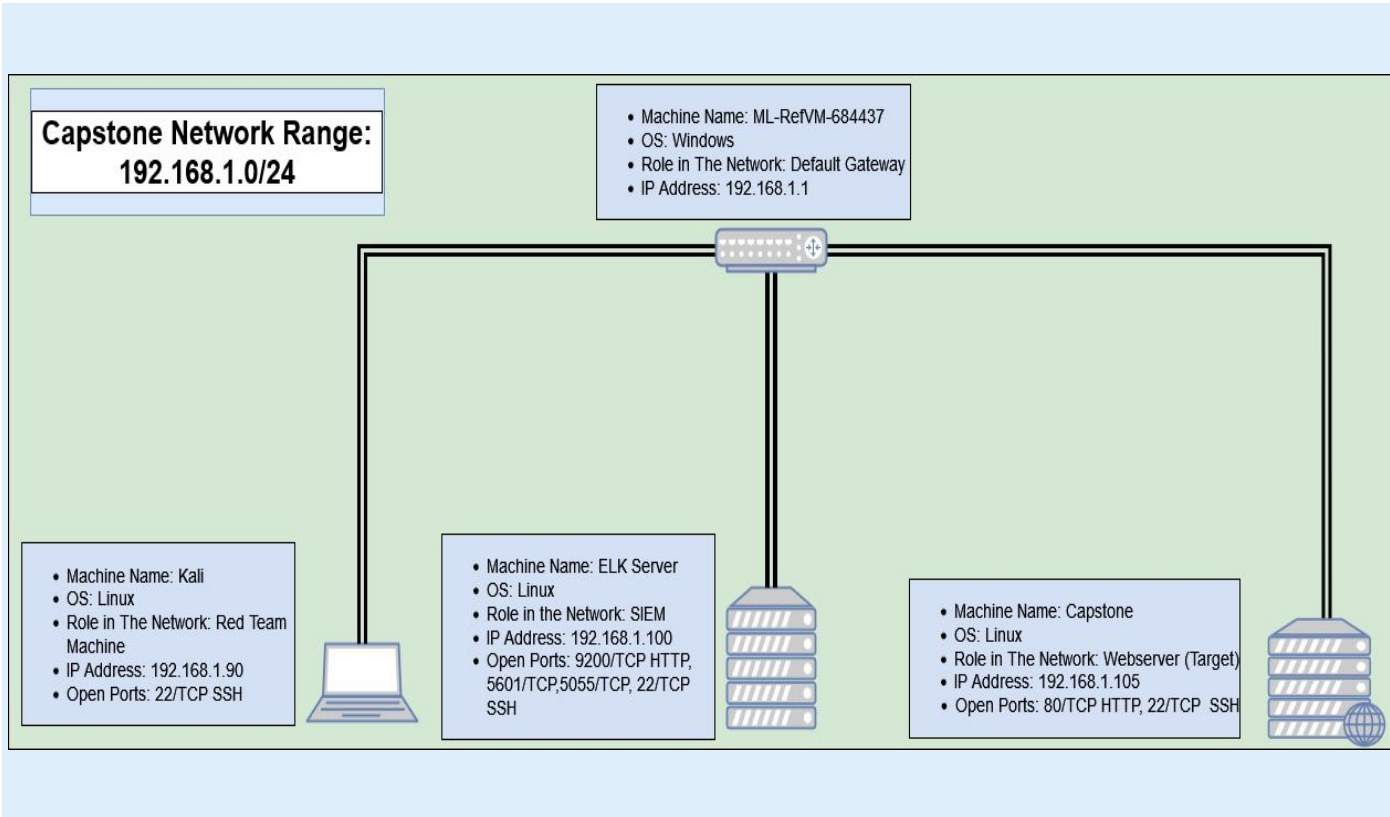 Capstone Network Range:
192.168.1.0/24
• Machine Name: ML-RefVM-684437
• OS: Windows
• Role in The Network: Default Gateway
• IP Address: 192.168.1.1
• Machine Name: Kali
• OS: Linux
• Role in The Network: Red Team
Machine
• IP Address: 192.168.1.90
• Open Ports: 22/TCP SSH
• Machine Name: ELK Server
• OS: Linux
• Role in the Network: SIEM
• IP Address: 192.168.1.100
• Open Ports: 9200/TCP HTTP,
5601/TCP,5055/TCP, 22/TCP
SSH
• Machine Name: Capstone
• OS: Linux
• Role in The Network: Webserver (Target)
• IP Address: 192.168.1.105
• Open Ports: 80/TCP HTTP, 22/TCP SSH